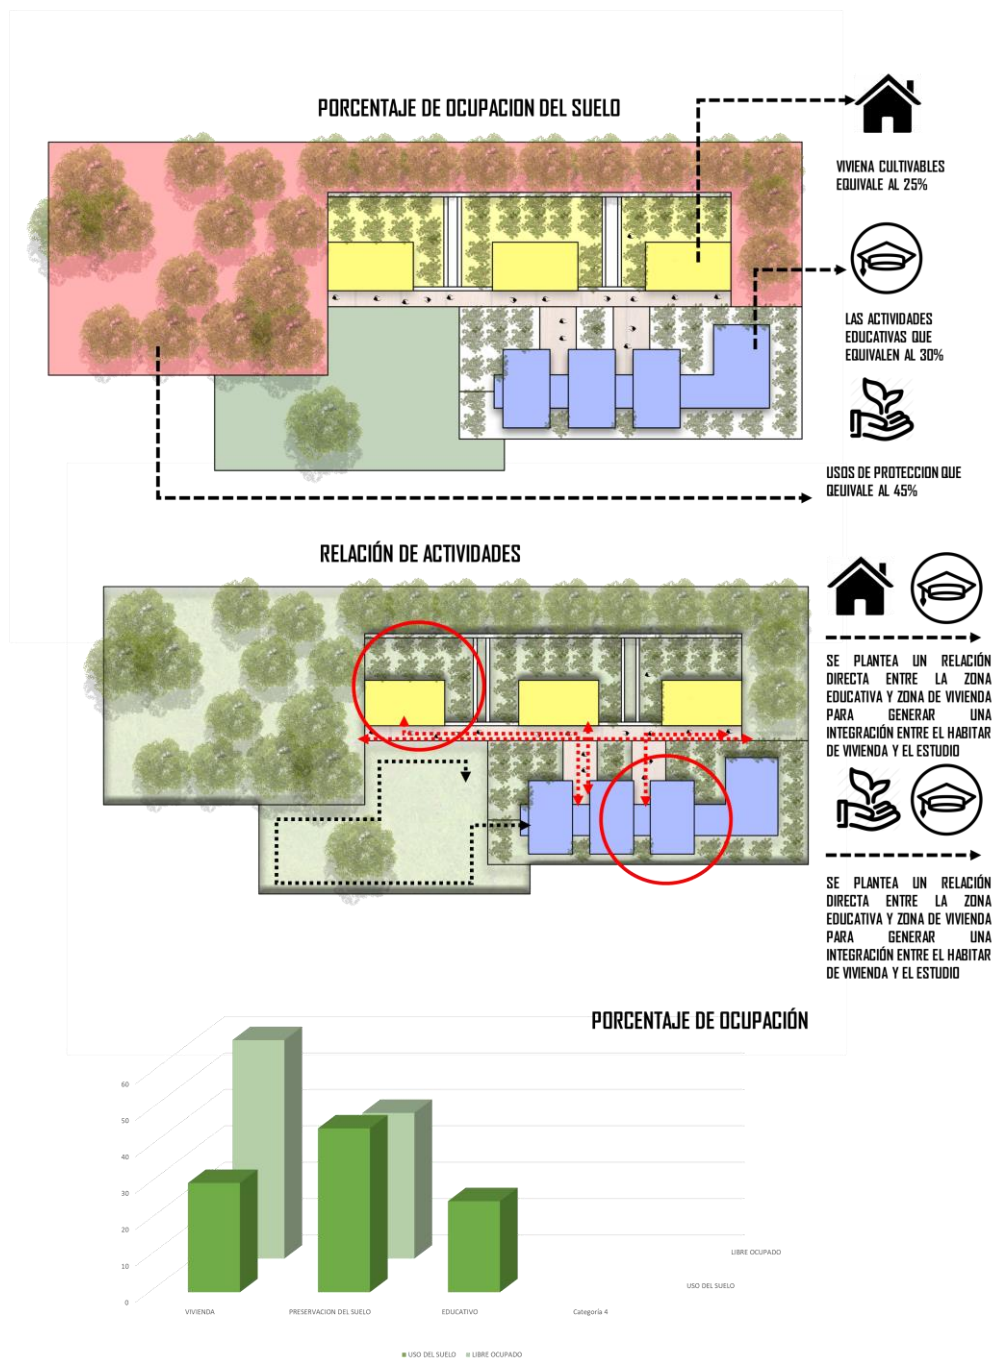 PORCENTAJE DE OCUPACION DEL SUELO
VIVIENA CULTIVABLES
EQUIVALE AL 25%
LAS ACTIVIDADES
EDUCATIVAS QUE
EQUIVALEN AL 30%
USOS DE PROTECCION QUE
QEUIVALE AL 45%
RELACIÓN DE ACTIVIDADES
SE PLANTEA UN RELACIÓN
DIRECTA ENTRE LA ZONA
EDUCATIVA Y ZONA DE VIVIENDA
PARA GENERAR UNA
INTEGRACIÓN ENTRE EL HABITAR
DE VIVIENDA Y EL ESTUDIO
SE PLANTEA UN RELACIÓN
DIRECTA ENTRE LA ZONA
EDUCATIVA Y ZONA DE VIVIENDA
PARA GENERAR UNA
INTEGRACIÓN ENTRE EL HABITAR
DE VIVIENDA Y EL ESTUDIO
PORCENTAJE DE OCUPACIÓN
60
50
40
30
20
10
0
LIBRE OCUPADO
USO DEL SUELO
VIVIENDA
PRESERVACION DEL SUELO
EDUCATIVO
Categoría 4
USO DEL SUELO
LIBRE OCUPADO